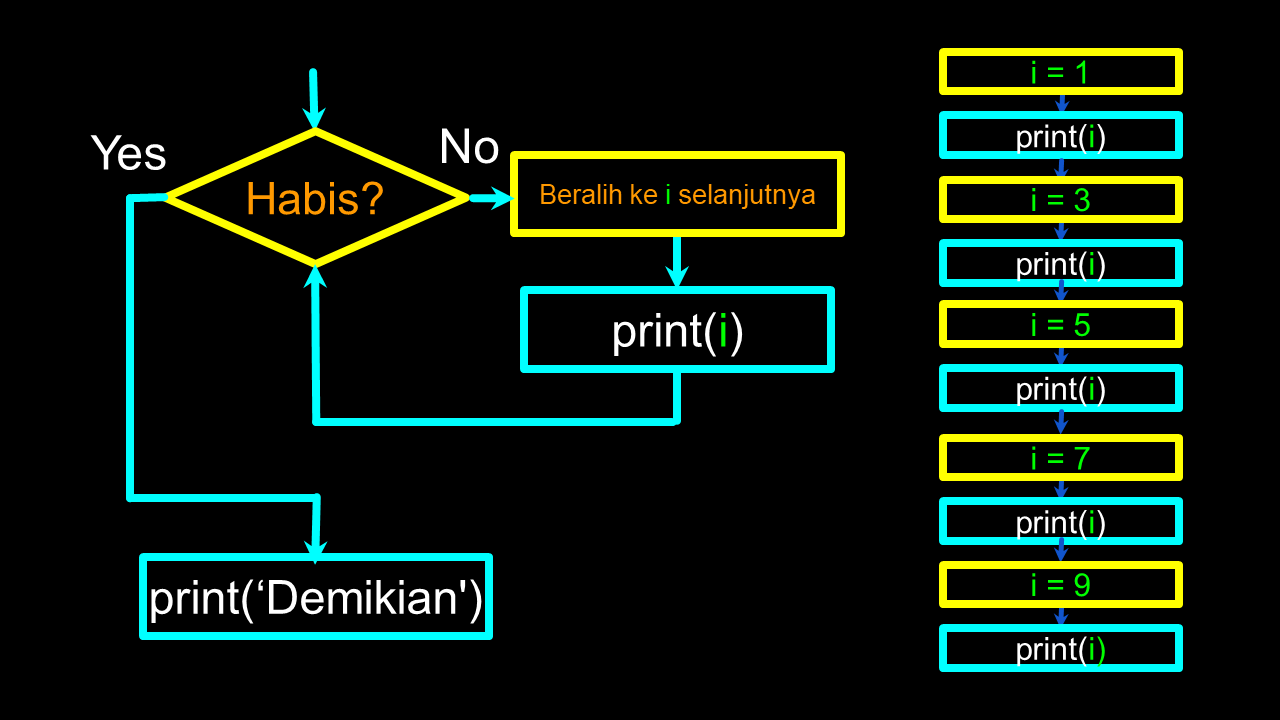 Yes
Habis?
No
Beralih ke i selanjutnya
print(i)
print(‘Demikian')
i = 1
print(i)
i = 3
print(i)
i = 5
print(i)
i = 7
print(i)
i = 9
print(i)